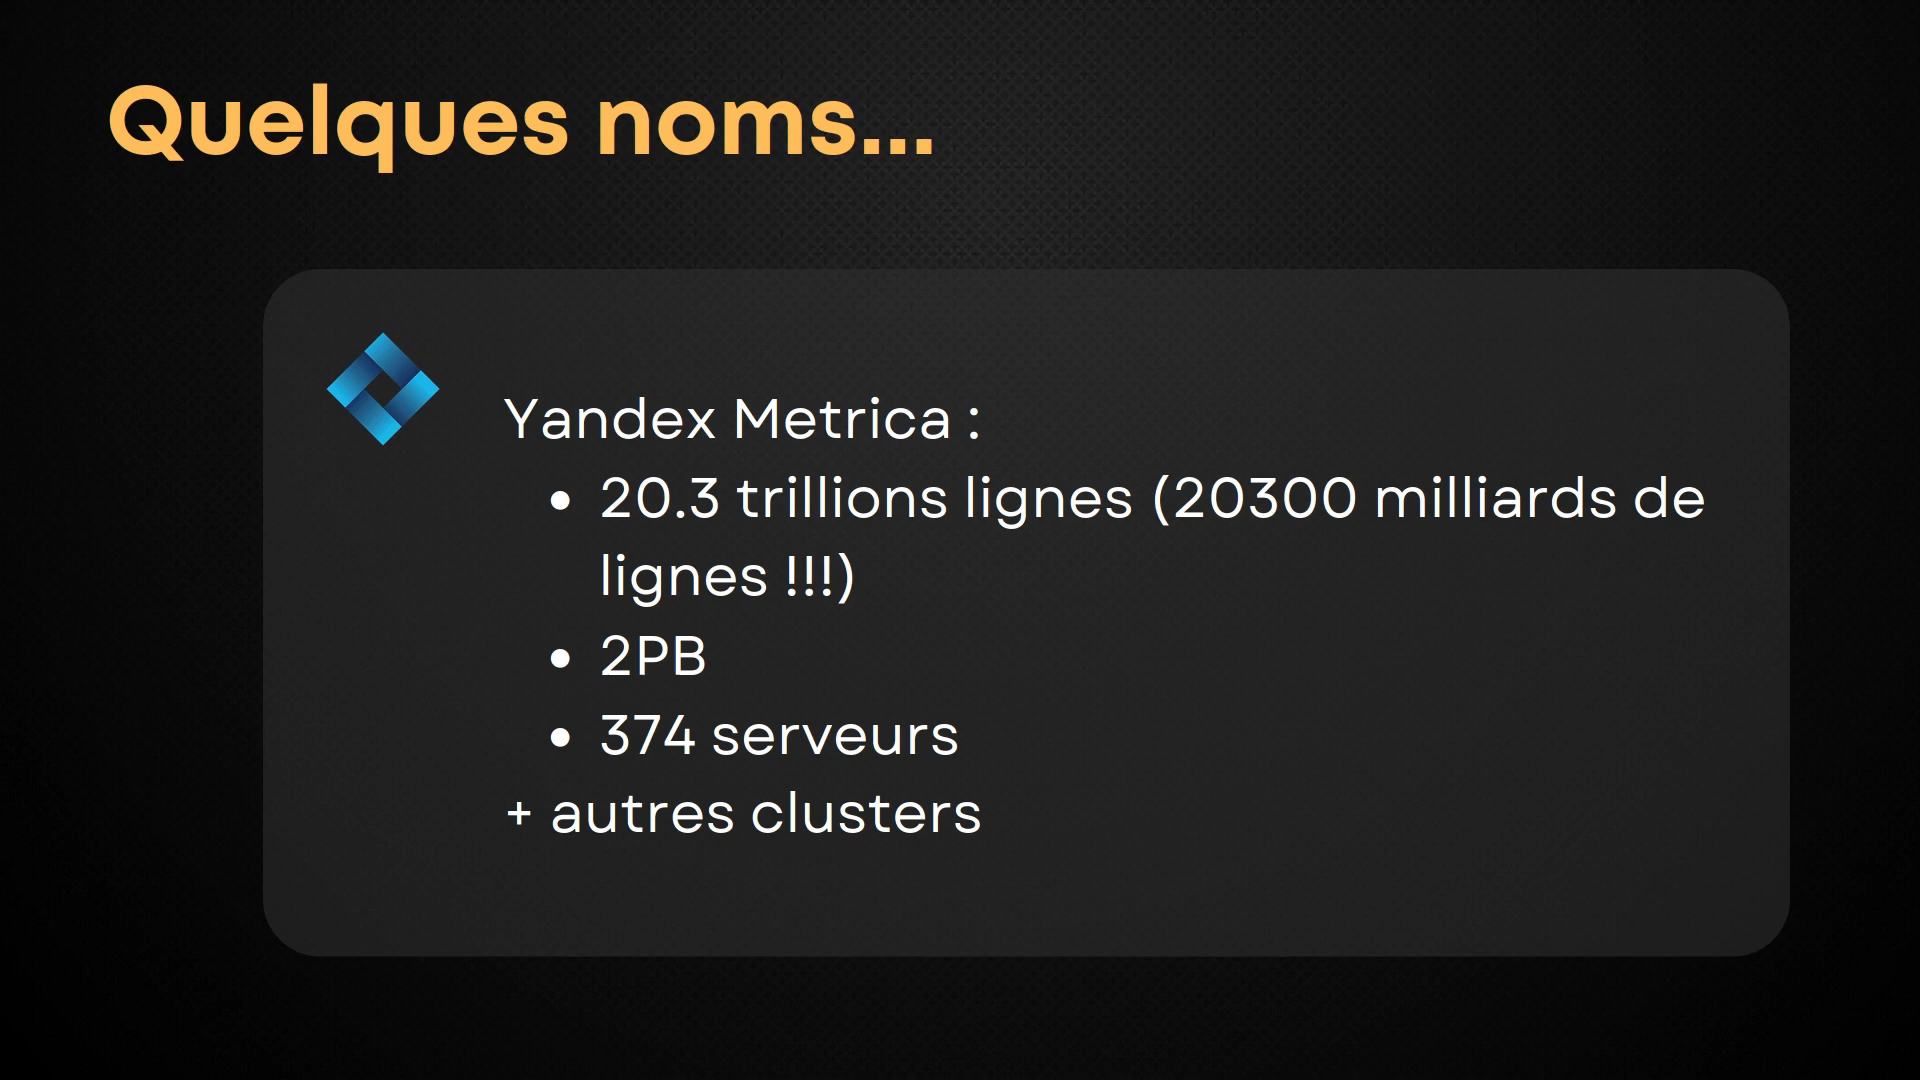 Quelques noms...
Yandex Metrica :
• 20.3 trillions lignes (20300 milliards de
lignes !!!)
• 2PB
• 374 serveurs
+ autres clusters